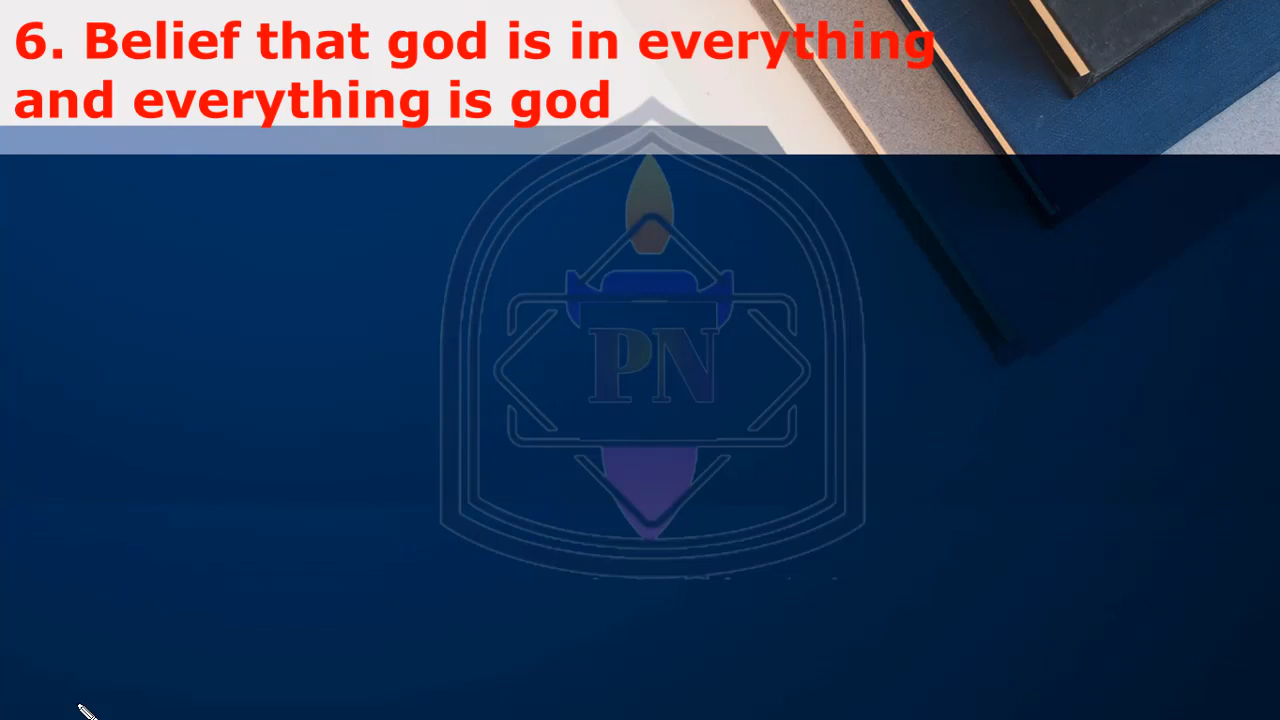 6. Belief that god is in everything
and everything is god
PN